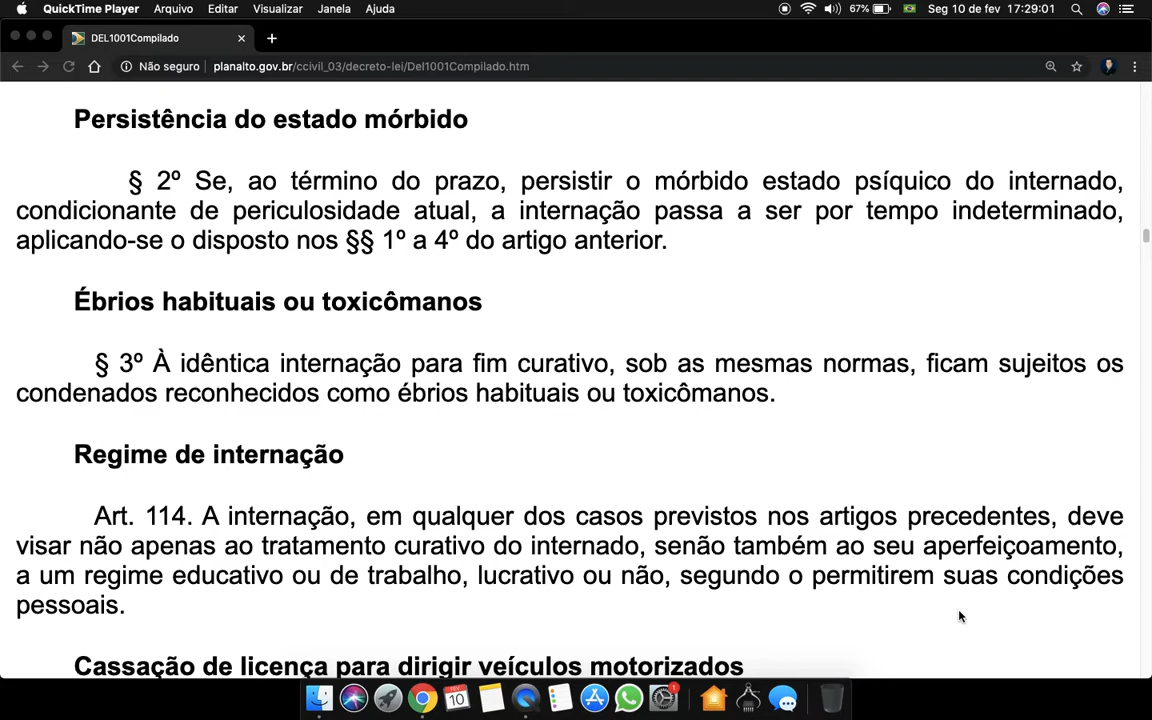 QuickTime Player Arquivo Editar Visualizar Janela Ajuda 67% Seg 10 de fev 17:29:01
DEL1001Compilado
Não seguro planalto.gov.br/ccivil_03/decreto-lei/Del1001Compilado.htm
Persistência do estado mórbido
§ 2º Se, ao término do prazo, persistir o mórbido estado psíquico do internado,
condicionante de periculosidade atual, a internação passa a ser por tempo indeterminado,
aplicando-se o disposto nos §§ 1º a 4º do artigo anterior.
Ébrios habituais ou toxicômanos
§ 3º À idêntica internação para fim curativo, sob as mesmas normas, ficam sujeitos os
condenados reconhecidos como ébrios habituais ou toxicômanos.
Regime de internação
Art. 114. A internação, em qualquer dos casos previstos nos artigos precedentes, deve
visar não apenas ao tratamento curativo do internado, senão também ao seu aperfeiçoamento,
a um regime educativo ou de trabalho, lucrativo ou não, segundo o permitirem suas condições
pessoais.
Cassação de licença para dirigir veículos motorizados
FEV
10
1